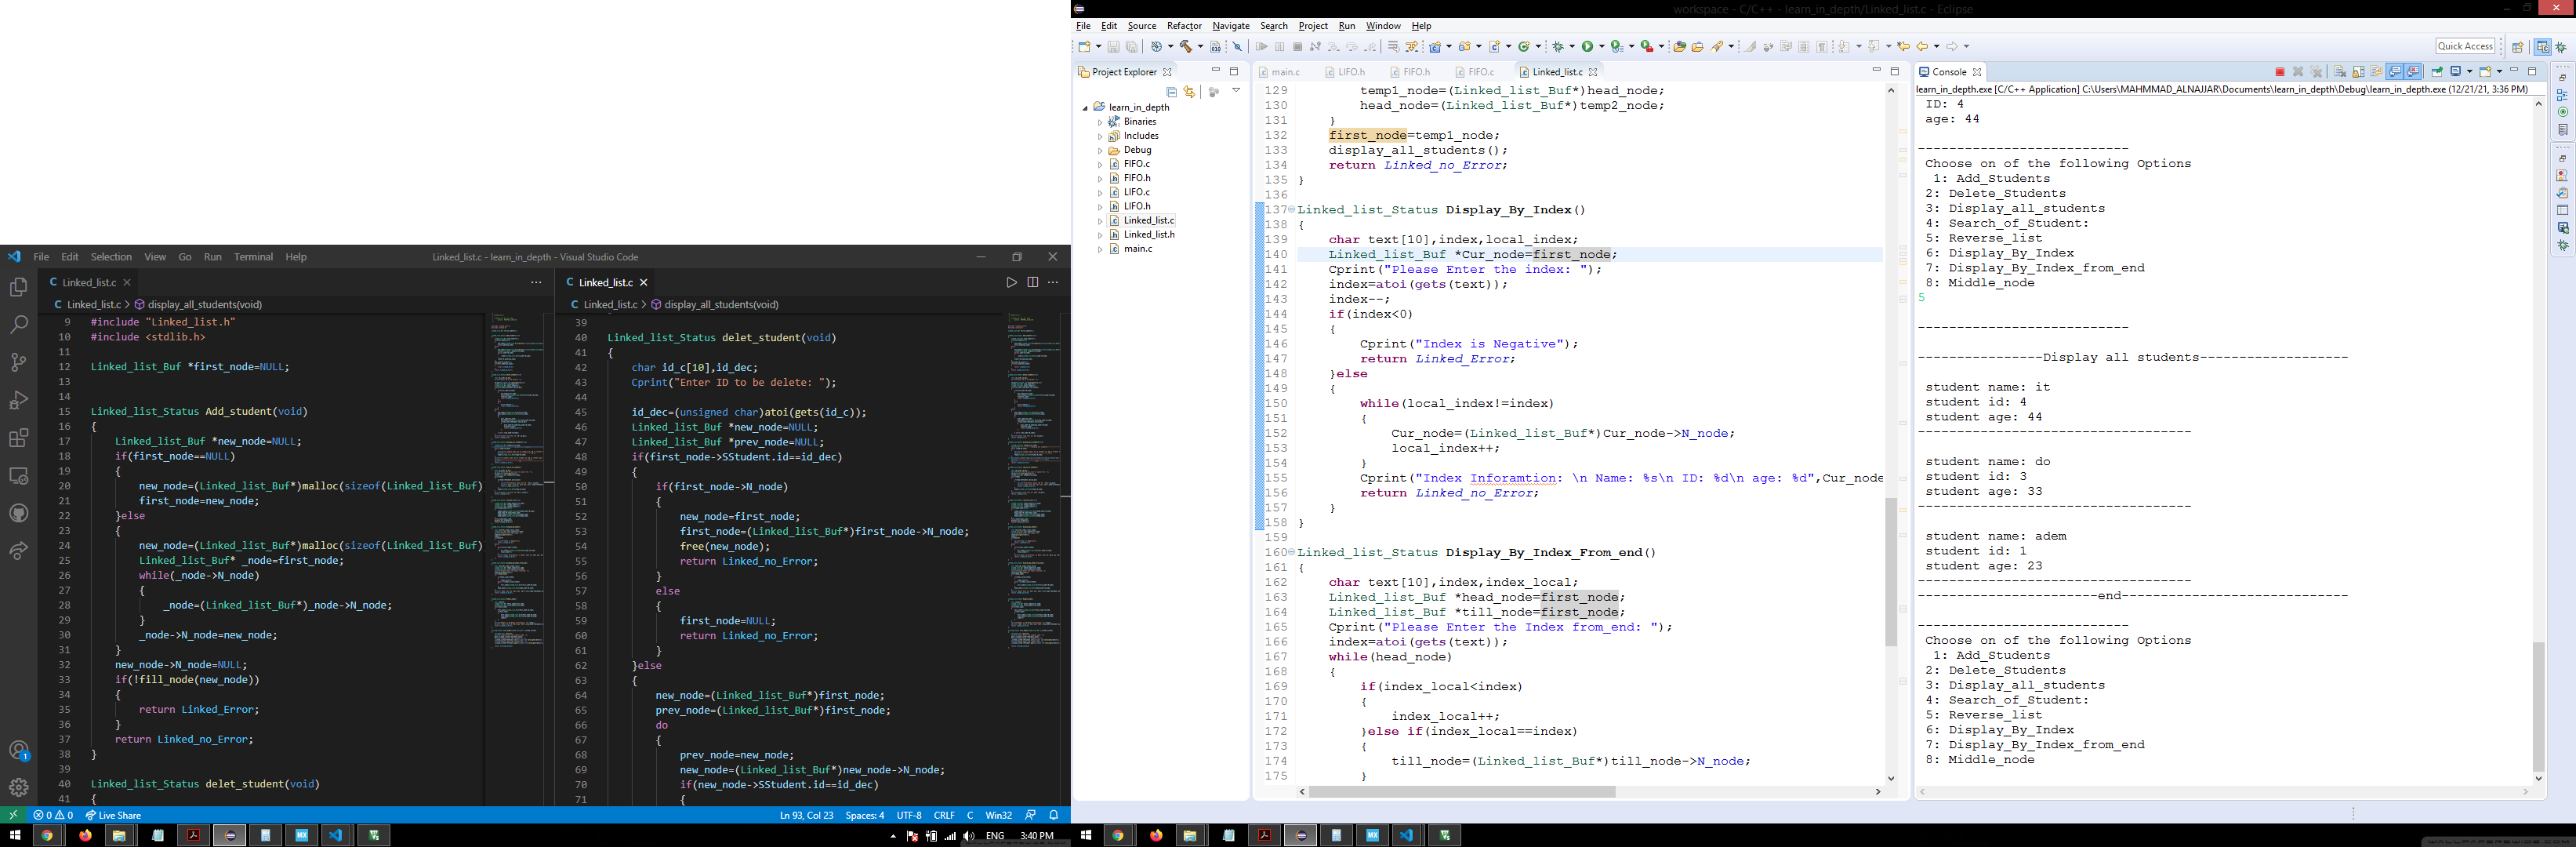 File Edit Selection View Go Run Terminal Help Linked_list.c - learn_in_depth - Visual Studio Code
Linked_list.c
Linked_list.c > display_all_students(void)
9 #include "Linked_list.h"
10 #include <stdlib.h>
11
12 Linked_list_Buf *first_node=NULL;
13
14
15 Linked_list_Status Add_student(void)
16 {
17 Linked_list_Buf *new_node=NULL;
18 if(first_node==NULL)
19 {
20 new_node=(Linked_list_Buf*)malloc(sizeof(Linked_list_Buf)
21 first_node=new_node;
22 }else
23 {
24 new_node=(Linked_list_Buf*)malloc(sizeof(Linked_list_Buf)
25 Linked_list_Buf* _node=first_node;
26 while(_node->N_node)
27 {
28 _node=(Linked_list_Buf*)_node->N_node;
29 }
30 _node->N_node=new_node;
31 }
32 new_node->N_node=NULL;
33 if(!fill_node(new_node))
34 {
35 return Linked_Error;
36 }
37 return Linked_no_Error;
38 }
39
40 Linked_list_Status delet_student(void)
41 {
Linked_list.c
Linked_list.c > display_all_students(void)
39
40 Linked_list_Status delet_student(void)
41 {
42 char id_c[10],id_dec;
43 Cprint("Enter ID to be delete: ");
44
45 id_dec=(unsigned char)atoi(gets(id_c));
46 Linked_list_Buf *new_node=NULL;
47 Linked_list_Buf *prev_node=NULL;
48 if(first_node->SStudent.id==id_dec)
49 {
50 if(first_node->N_node)
51 {
52 new_node=first_node;
53 first_node=(Linked_list_Buf*)first_node->N_node;
54 free(new_node);
55 return Linked_no_Error;
56 }
57 else
58 {
59 first_node=NULL;
60 return Linked_no_Error;
61 }
62 }else
63 {
64 new_node=(Linked_list_Buf*)first_node;
65 prev_node=(Linked_list_Buf*)first_node;
66 do
67 {
68 prev_node=new_node;
69 new_node=(Linked_list_Buf*)new_node->N_node;
70 if(new_node->SStudent.id==id_dec)
71 {
0 0 Live Share Ln 93, Col 23 Spaces: 4 UTF-8 CRLF C Win32
ENG 3:40 PM
workspace - C/C++ - learn_in_depth/Linked_list.c - Eclipse
File Edit Source Refactor Navigate Search Project Run Window Help
Quick Access
Project Explorer
learn_in_depth
Binaries
Includes
Debug
FIFO.c
FIFO.h
LIFO.c
LIFO.h
Linked_list.c
Linked_list.h
main.c
main.c LIFO.h FIFO.h FIFO.c Linked_list.c
129 temp1_node=(Linked_list_Buf*)head_node;
130 head_node=(Linked_list_Buf*)temp2_node;
131 }
132 first_node=temp1_node;
133 display_all_students();
134 return Linked_no_Error;
135 }
136
137 Linked_list_Status Display_By_Index()
138 {
139 char text[10],index,local_index;
140 Linked_list_Buf *Cur_node=first_node;
141 Cprint("Please Enter the index: ");
142 index=atoi(gets(text));
143 index--;
144 if(index<0)
145 {
146 Cprint("Index is Negative");
147 return Linked_Error;
148 }else
149 {
150 while(local_index!=index)
151 {
152 Cur_node=(Linked_list_Buf*)Cur_node->N_node;
153 local_index++;
154 }
155 Cprint("Index Inforamtion: \n Name: %s\n ID: %d\n age: %d",Cur_node
156 return Linked_no_Error;
157 }
158 }
159
160 Linked_list_Status Display_By_Index_From_end()
161 {
162 char text[10],index,index_local;
163 Linked_list_Buf *head_node=first_node;
164 Linked_list_Buf *till_node=first_node;
165 Cprint("Please Enter the Index from_end: ");
166 index=atoi(gets(text));
167 while(head_node)
168 {
169 if(index_local<index)
170 {
171 index_local++;
172 }else if(index_local==index)
173 {
174 till_node=(Linked_list_Buf*)till_node->N_node;
175 }
Console
learn_in_depth.exe [C/C++ Application] C:\Users\MAHMMAD_ALNAJJAR\Documents\learn_in_depth\Debug\learn_in_depth.exe (12/21/21, 3:36 PM)
ID: 4
age: 44
---------------------------
Choose on of the following Options
1: Add_Students
2: Delete_Students
3: Display_all_students
4: Search_of_Student:
5: Reverse_list
6: Display_By_Index
7: Display_By_Index_from_end
8: Middle_node
5
---------------------------
----------------Display all students-------------------
student name: it
student id: 4
student age: 44
-----------------------------------
student name: do
student id: 3
student age: 33
-----------------------------------
student name: adem
student id: 1
student age: 23
-----------------------------------
-----------------------end-----------------------------
---------------------------
Choose on of the following Options
1: Add_Students
2: Delete_Students
3: Display_all_students
4: Search_of_Student:
5: Reverse_list
6: Display_By_Index
7: Display_By_Index_from_end
8: Middle_node